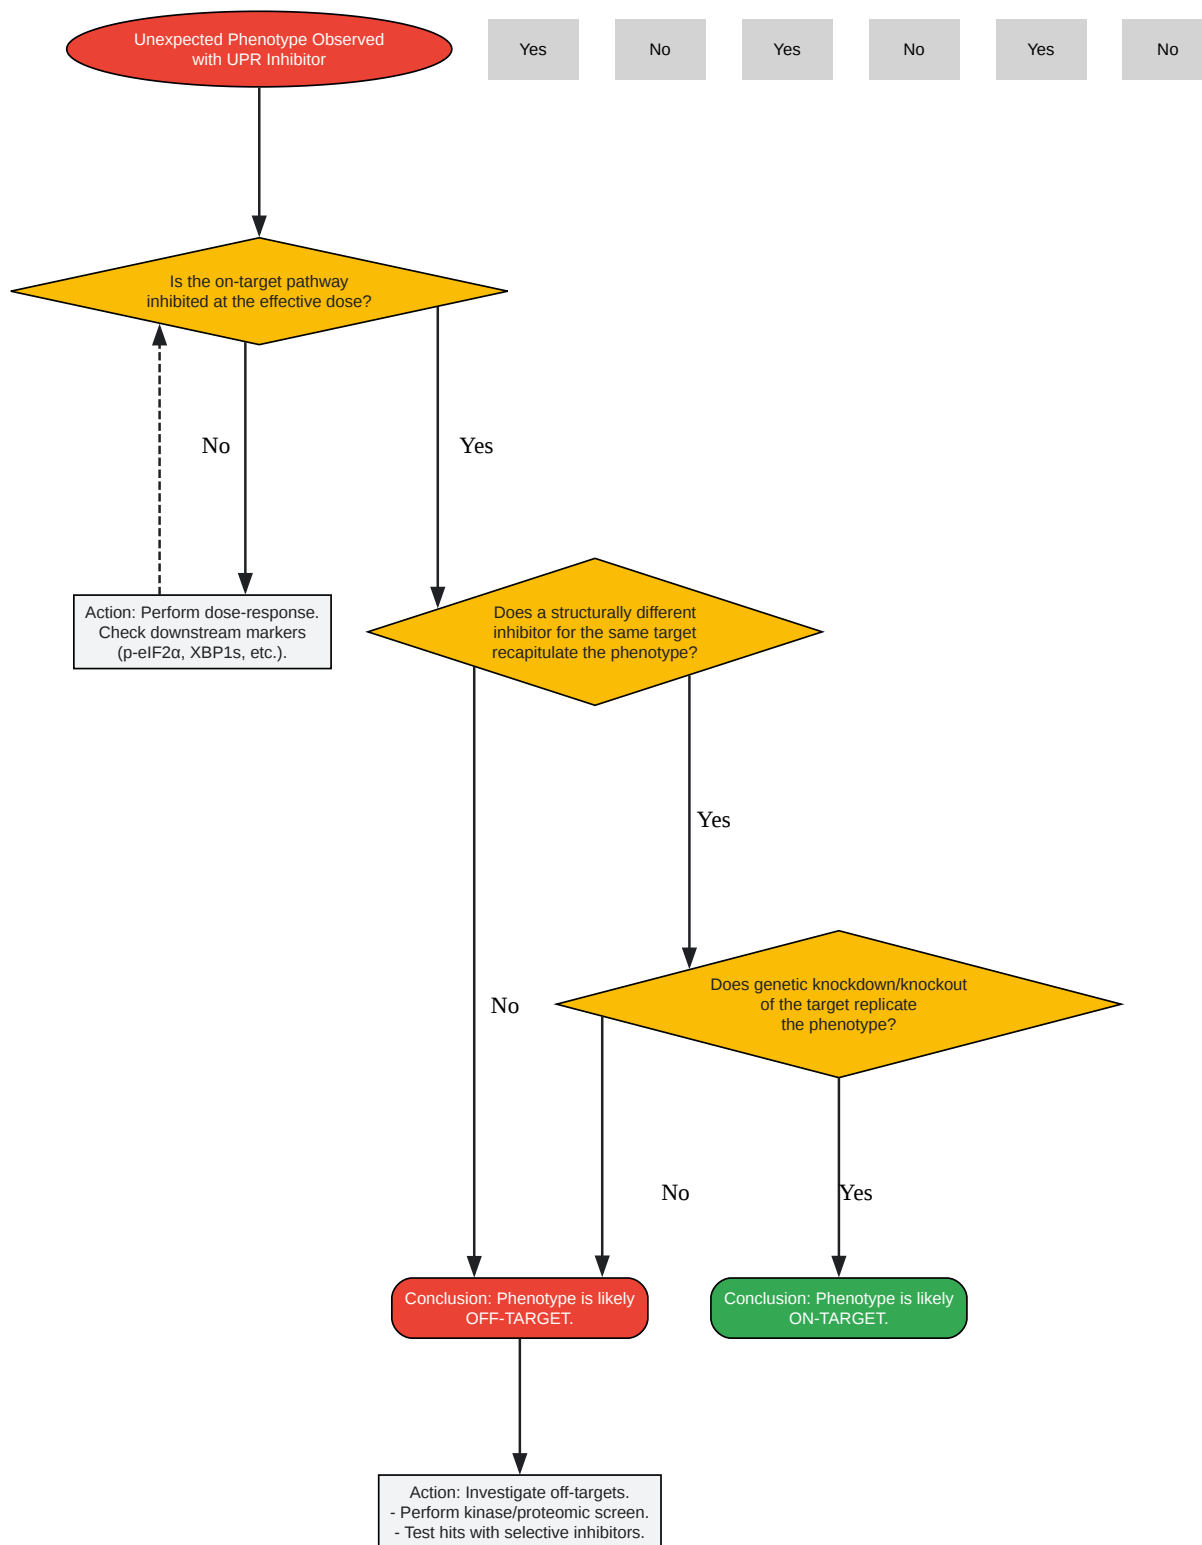 Unexpected Phenotype Observed
with UPR Inhibitor
Yes
No
Yes
No
Yes
No
Is the on-target pathway
inhibited at the effective dose?
No
Yes
Action: Perform dose-response.
Check downstream markers
(p-eIF2α, XBP1s, etc.).
Does a structurally different
inhibitor for the same target
recapitulate the phenotype?
Yes
Does genetic knockdown/knockout
of the target replicate
the phenotype?
No
No
Yes
Conclusion: Phenotype is likely
OFF-TARGET.
Conclusion: Phenotype is likely
ON-TARGET.
Action: Investigate off-targets.
- Perform kinase/proteomic screen.
- Test hits with selective inhibitors.